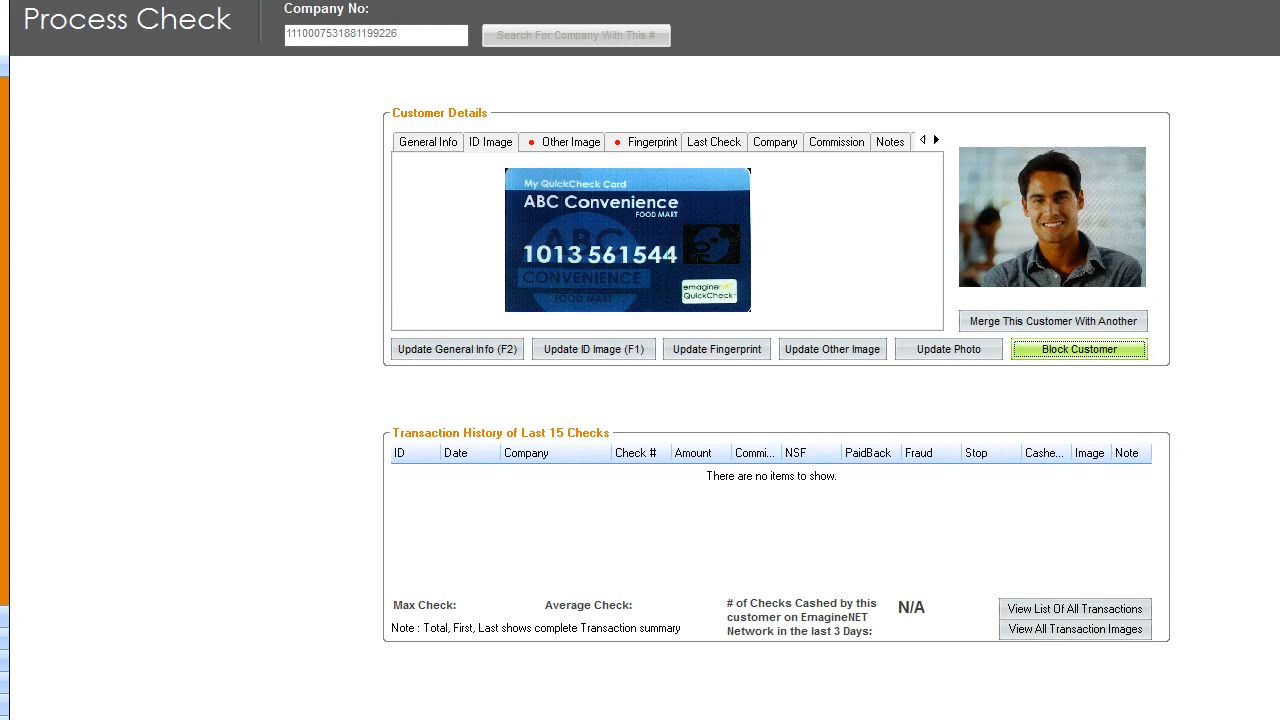 Process Check
Company No:
1110007531881199226
Search For Company With This #
Customer Details
General Info ID Image Other Image Fingerprint Last Check Company Commission Notes
My QuickCheck Card
ABC Convenience
FOOD MART
ABC
1013 561544
CONVENIENCE
FOOD MART
emagineNET
QuickCheck
Merge This Customer With Another
Update General Info (F2) Update ID Image (F1) Update Fingerprint Update Other Image Update Photo Block Customer
Transaction History of Last 15 Checks
ID Date Company Check # Amount Commi... NSF PaidBack Fraud Stop Cashe... Image Note
There are no items to show.
Max Check: Average Check:
# of Checks Cashed by this
customer on EmagineNET
Network in the last 3 Days:
N/A
View List Of All Transactions
Note : Total, First, Last shows complete Transaction summary
View All Transaction Images